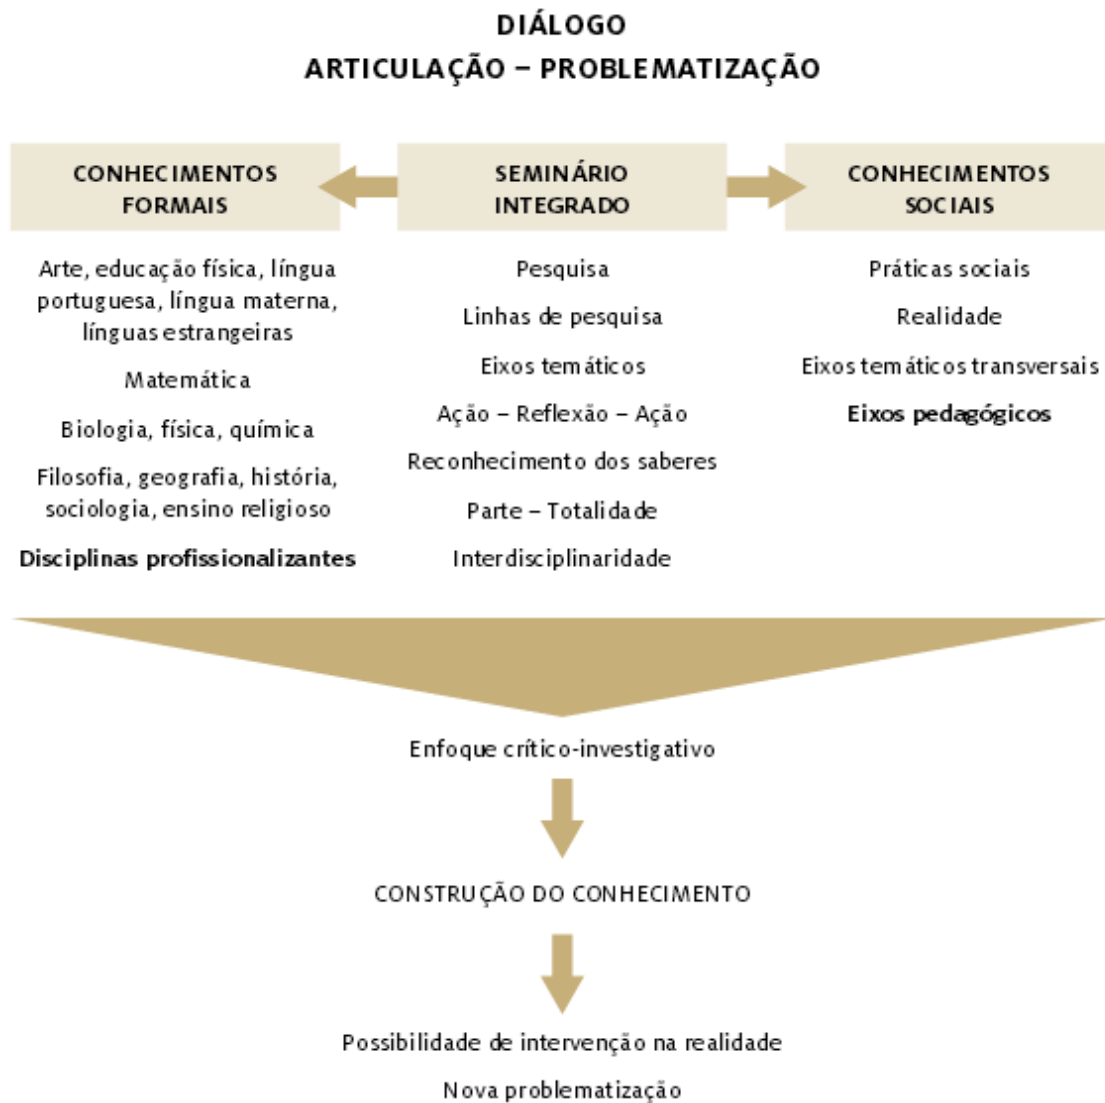 DIÁLOGO
ARTICULAÇÃO – PROBLEMATIZAÇÃO
CONHECIMENTOS
FORMAIS
Arte, educação física, língua
portuguesa, língua materna,
línguas estrangeiras
Matemática
Biologia, física, química
Filosofia, geografia, história,
sociologia, ensino religioso
Disciplinas profissionalizantes
SEMINÁRIO
INTEGRADO
Pesquisa
Linhas de pesquisa
Eixos temáticos
Ação – Reflexão – Ação
Reconhecimento dos saberes
Parte – Totalidade
Interdisciplinaridade
CONHECIMENTOS
SOCIAIS
Práticas sociais
Realidade
Eixos temáticos transversais
Eixos pedagógicos
Enfoque crítico-investigativo
CONSTRUÇÃO DO CONHECIMENTO
Possibilidade de intervenção na realidade
Nova problematização